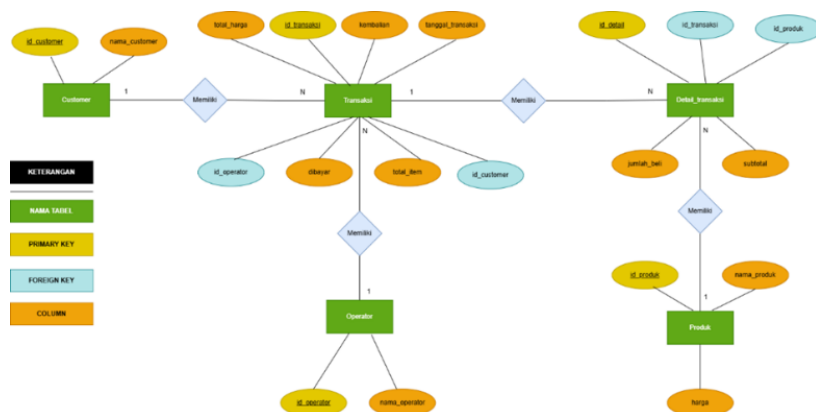 total_harga
id_transaksi
kembalian
tanggal_transaksi
id_detail
id_transaksi
id_produk
id_customer
nama_customer
Customer
1
Memiliki
N
Transaksi
1
Memiliki
N
Detail_transaksi
N
N
id_operator
dibayar
total_item
id_customer
jumlah_beli
subtotal
KETERANGAN
NAMA TABEL
PRIMARY KEY
FOREIGN KEY
COLUMN
Memiliki
Memiliki
id_produk
nama_produk
1
Operator
1
Produk
id_operator
nama_operator
harga